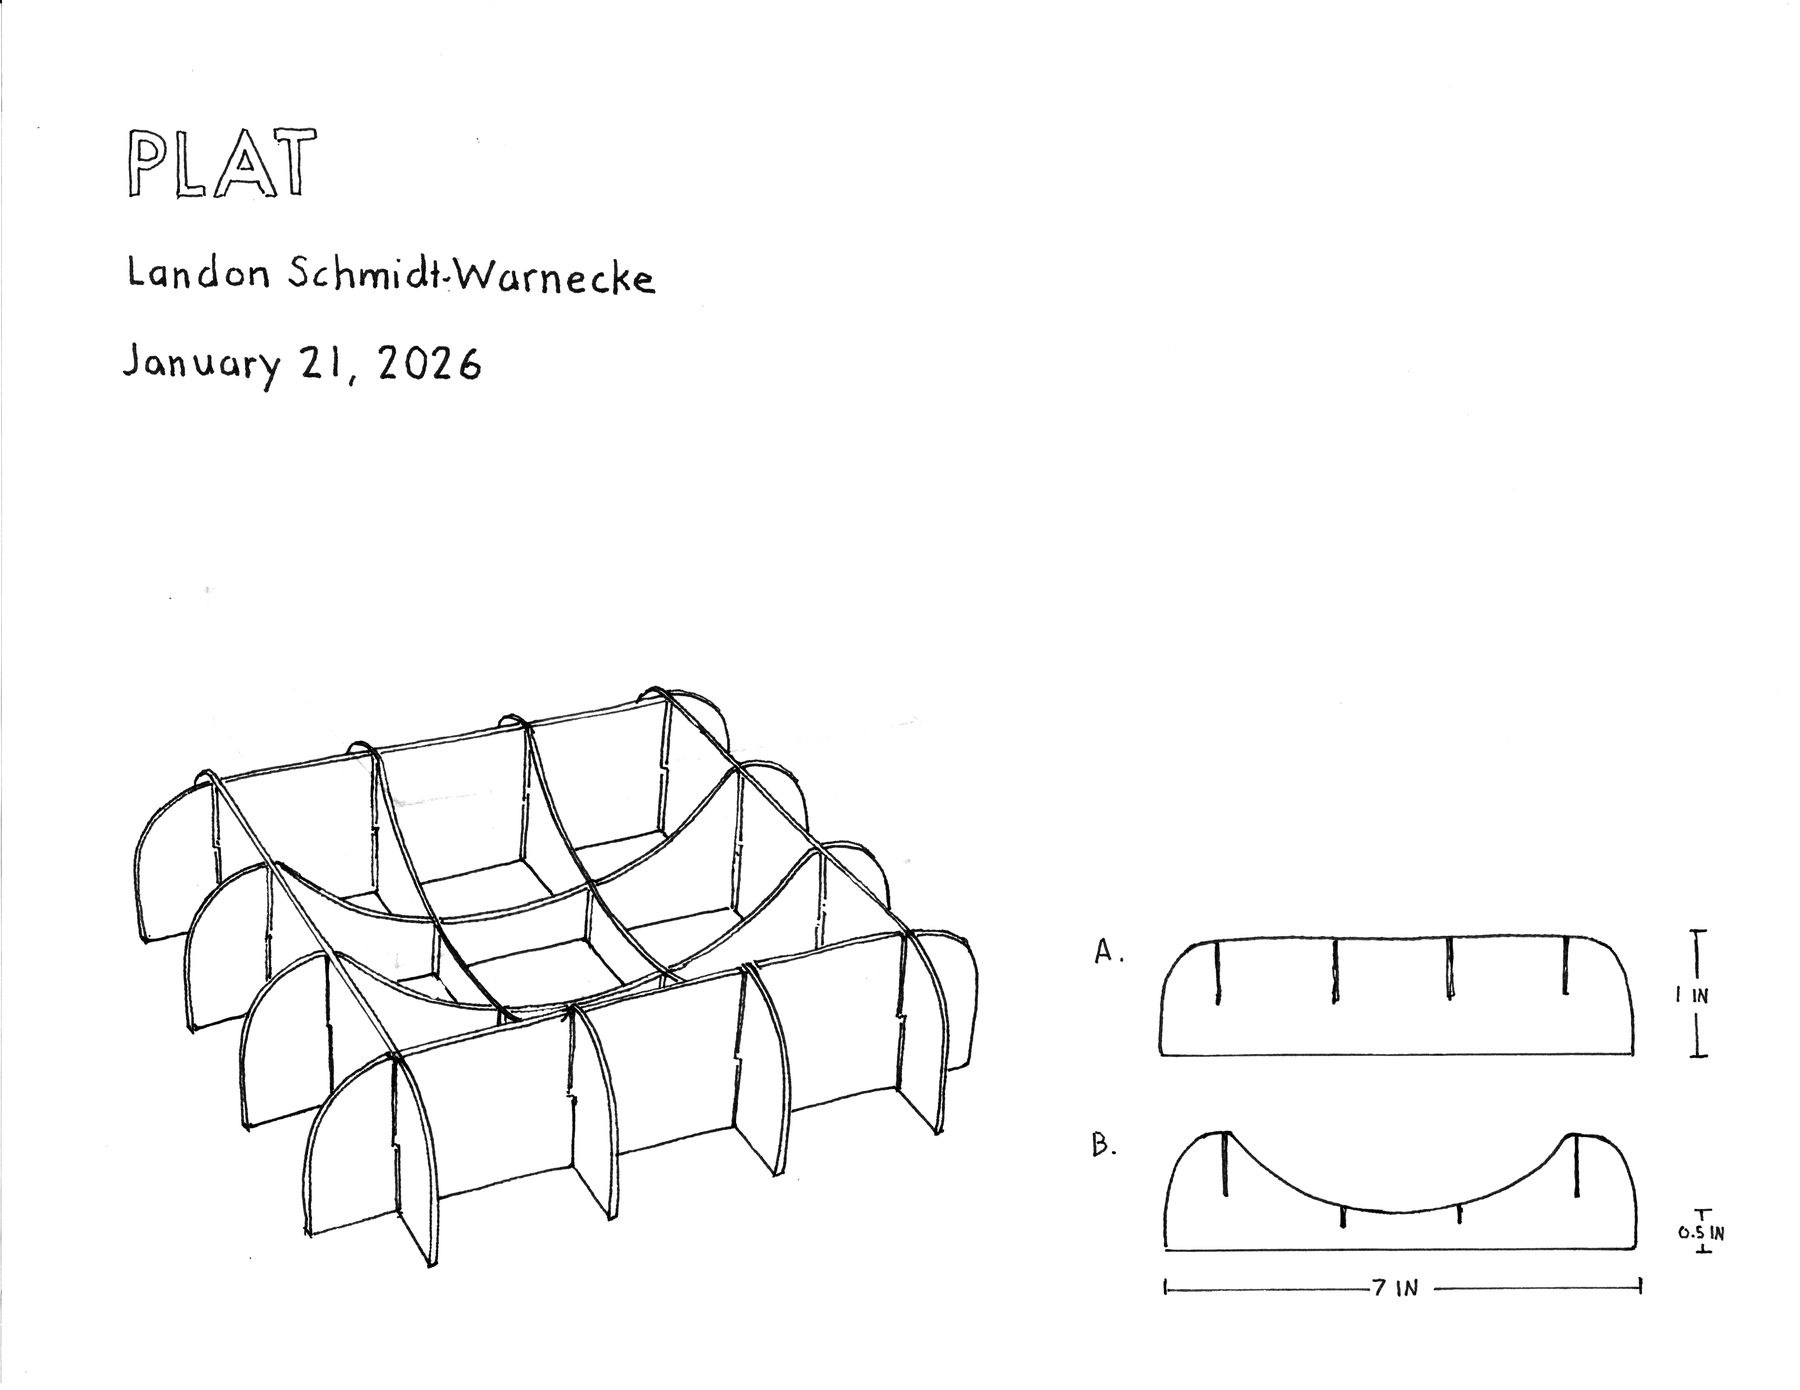 PLAT
Landon Schmidt-Warnecke
January 21, 2026
A.
1 IN
B.
0.5 IN
7 IN